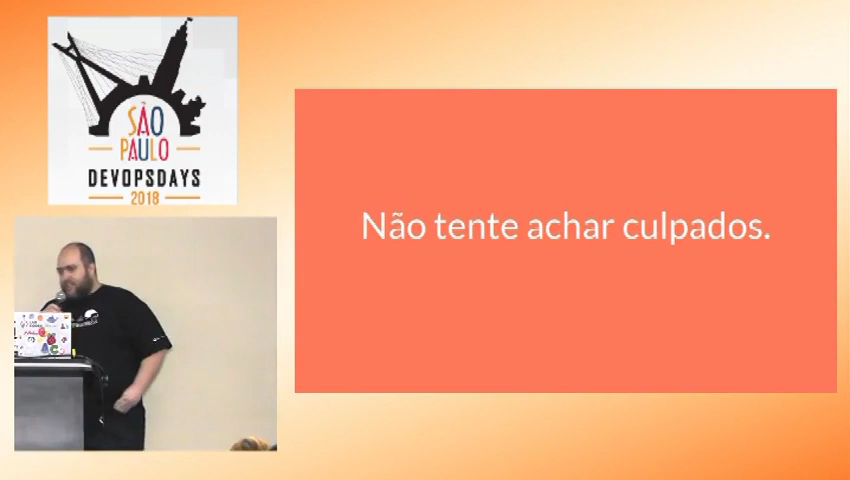 SÃO
PAULO
DEVOPSDAYS
2018
Não tente achar culpados.